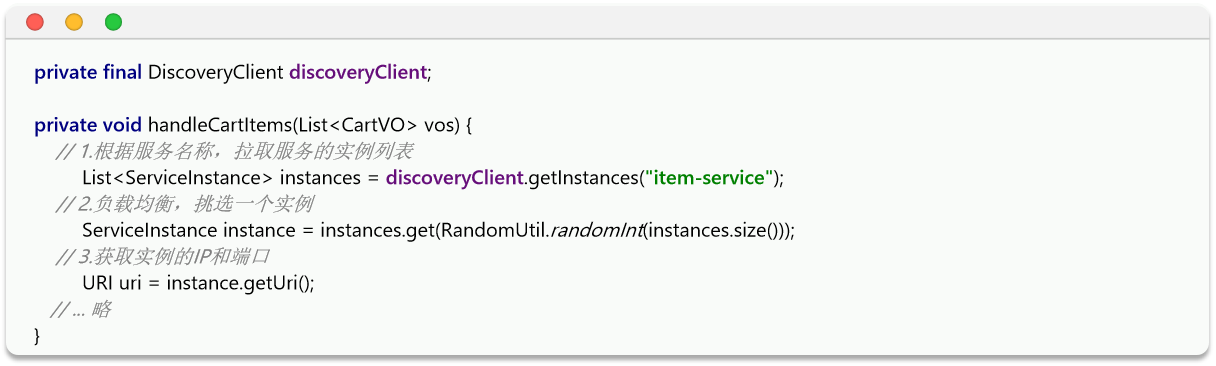 private final DiscoveryClient discoveryClient;
private void handleCartItems(List<CartVO> vos) {
// 1.根据服务名称，拉取服务的实例列表
List<ServiceInstance> instances = discoveryClient.getInstances("item-service");
// 2.负载均衡，挑选一个实例
ServiceInstance instance = instances.get(RandomUtil.randomInt(instances.size()));
// 3.获取实例的IP和端口
URI uri = instance.getUri();
// ... 略
}